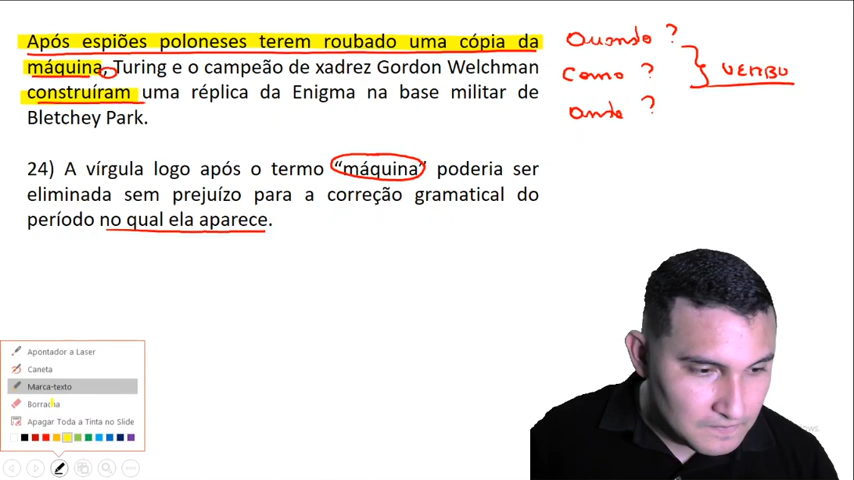 Após espiões poloneses terem roubado uma cópia da
máquina, Turing e o campeão de xadrez Gordon Welchman
construíram uma réplica da Enigma na base militar de
Bletchey Park.
24) A vírgula logo após o termo “máquina” poderia ser
eliminada sem prejuízo para a correção gramatical do
período no qual ela aparece.
Quando ?
Como ?
onde ?
VERBO
Apontador a Laser
Caneta
Marca-texto
Borracha
Apagar Toda a Tinta no Slide